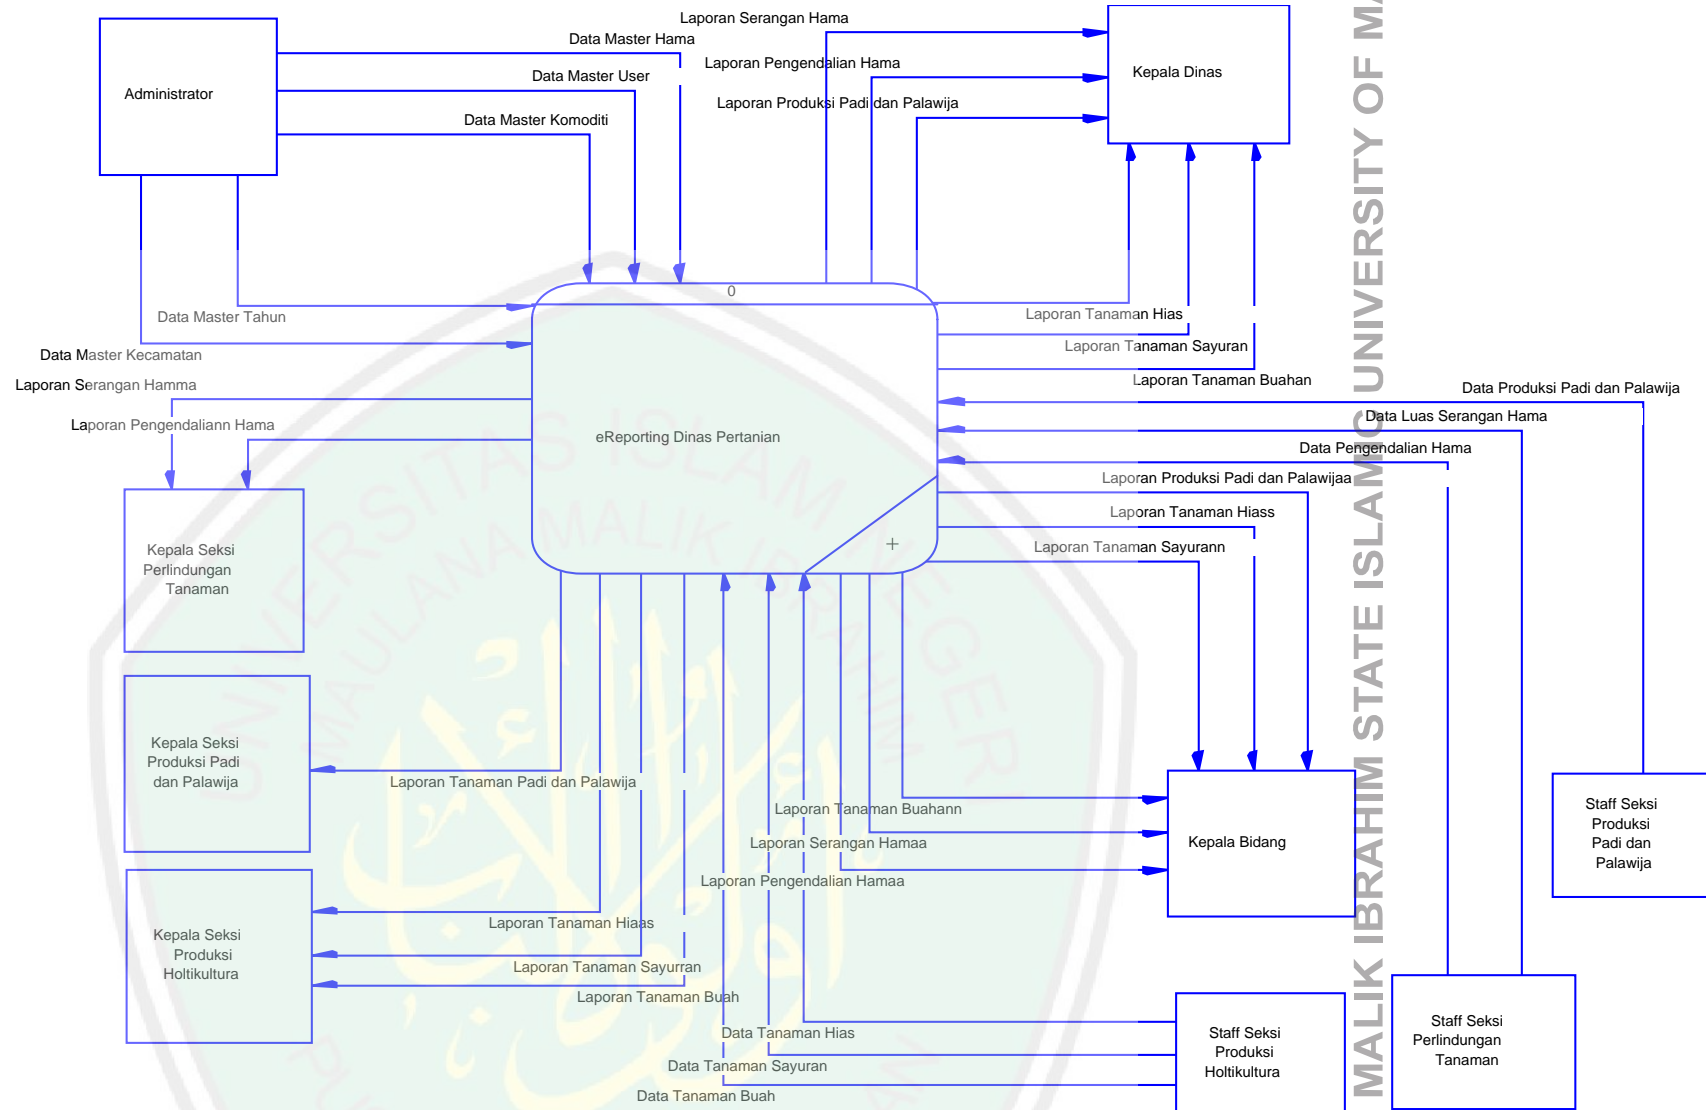 Laporan Serangan Hama
Data Master Hama
Laporan Pengendalian Hama
Kepala Dinas
Data Master User
Administrator
Laporan Produksi Padi dan Palawija
Data Master Komoditi
0
Data Master Tahun
Laporan Tanaman Hias
Data Master Kecamatan
Laporan Tanaman Sayuran
Laporan Serangan Hamma
Laporan Tanaman Buahan
Data Produksi Padi dan Palawija
Laporan Pengendaliann Hama
Data Luas Serangan Hama
eReporting Dinas Pertanian
Data Pengendalian Hama
Laporan Produksi Padi dan Palawijaa
Laporan Tanaman Hiass
Laporan Tanaman Sayurann
+
Kepala Seksi
Perlindungan
Tanaman
Kepala Seksi
Produksi Padi
dan Palawija
Laporan Tanaman Padi dan Palawija
Laporan Tanaman Buahann
Laporan Serangan Hamaa
Laporan Pengendalian Hamaa
Kepala Bidang
Staff Seksi
Produksi
Padi dan
Palawija
Kepala Seksi
Produksi
Holtikultura
Laporan Tanaman Hiaas
Laporan Tanaman Sayurran
Laporan Tanaman Buah
Data Tanaman Hias
Data Tanaman Sayuran
Data Tanaman Buah
Staff Seksi
Produksi
Holtikultura
Staff Seksi
Perlindungan
Tanaman
MALIK IBRAHIM STATE ISLAMIC UNIVERSITY OF
UNIVERSITAS ISLAM NEGERI
MAULANA MALIK IBRAHIM